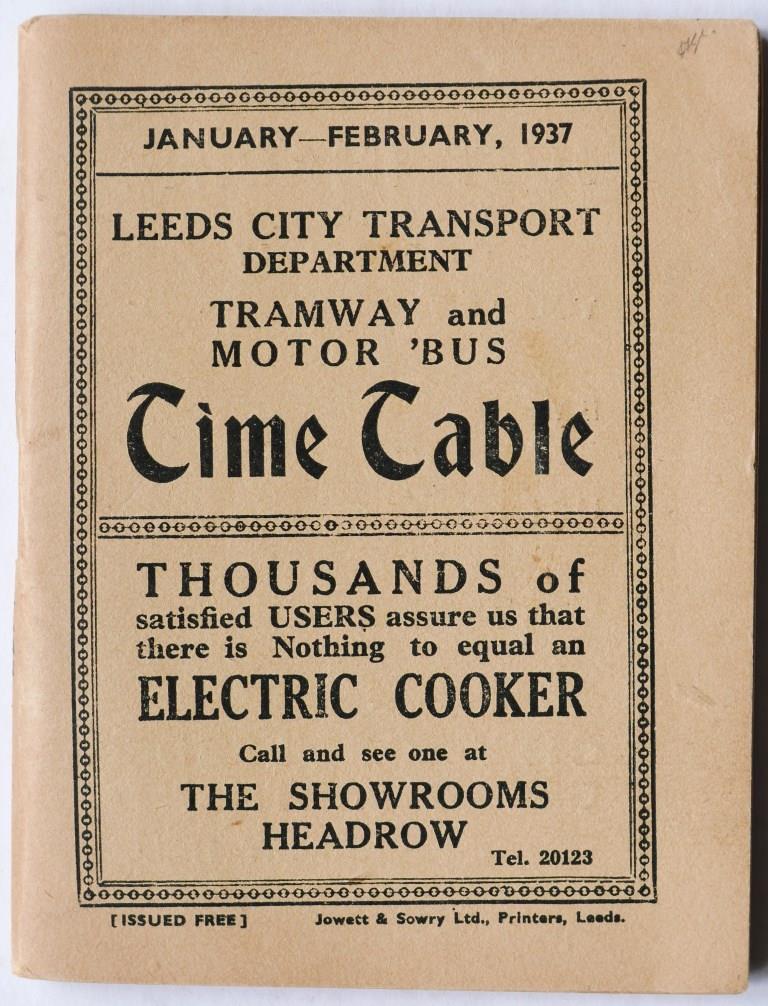 JANUARY—FEBRUARY, 1937
LEEDS CITY TRANSPORT
DEPARTMENT
TRAMWAY and
MOTOR 'BUS
Time Table
THOUSANDS of
satisfied USERS assure us that
there is Nothing to equal an
ELECTRIC COOKER
Call and see one at
THE SHOWROOMS
HEADROW
Tel. 20123
[ISSUED FREE] Jowett & Sowry Ltd., Printers, Leeds.